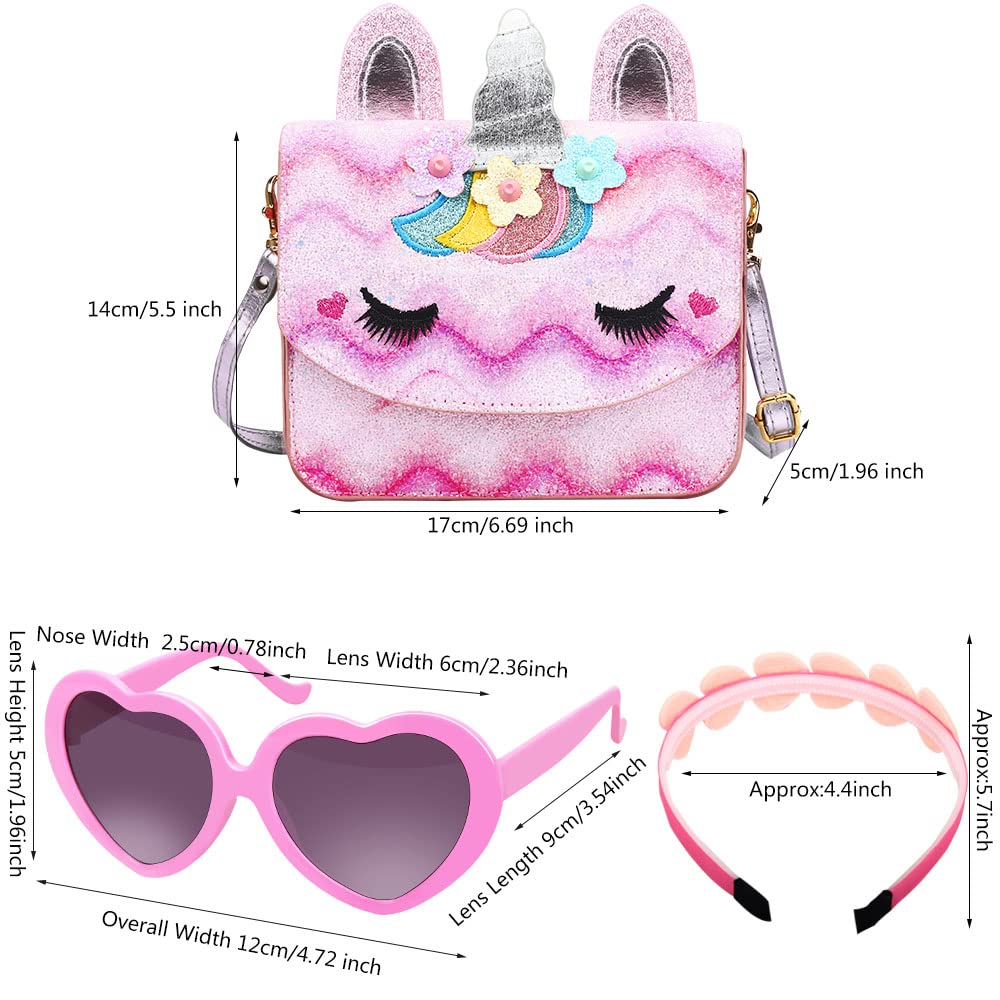 14cm/5.5 inch
5cm/1.96 inch
17cm/6.69 inch
Nose Width 2.5cm/0.78inch
Lens Width 6cm/2.36inch
Lens Height 5cm/1.96inch
Lens Length 9cm/3.54inch
Overall Width 12cm/4.72 inch
Approx:4.4inch
Approx:5.7inch